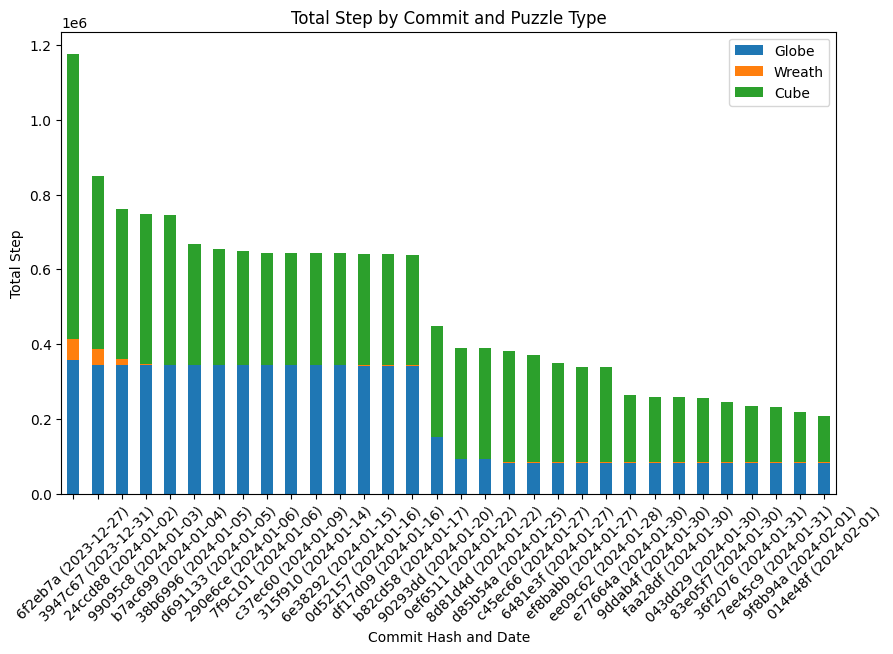 Total Step by Commit and Puzzle Type
1e6
1.2
1.0
0.8
0.6
0.4
0.2
0.0
Total Step
Globe
Wreath
Cube
6f2eb7a (2023-12-27)
3947c67 (2023-12-31)
24ccd88 (2024-01-02)
99095c8 (2024-01-03)
b7ac699 (2024-01-04)
38b6996 (2024-01-05)
d691133 (2024-01-05)
290e6ce (2024-01-06)
7f9c101 (2024-01-06)
c37ec60 (2024-01-09)
315f910 (2024-01-14)
6e38292 (2024-01-15)
0d52157 (2024-01-16)
df17d09 (2024-01-16)
b82cd58 (2024-01-17)
90293dd (2024-01-20)
0ef6511 (2024-01-22)
8d81d4d (2024-01-22)
d85b54a (2024-01-25)
c45ec66 (2024-01-27)
6481e3f (2024-01-27)
ef8babb (2024-01-27)
ee09c62 (2024-01-28)
e77664a (2024-01-30)
9ddab4f (2024-01-30)
faa28df (2024-01-30)
043dd29 (2024-01-30)
83e05f7 (2024-01-30)
36f2076 (2024-01-31)
7ee45c9 (2024-01-31)
9f8b94a (2024-02-01)
014e48f (2024-02-01)
Commit Hash and Date